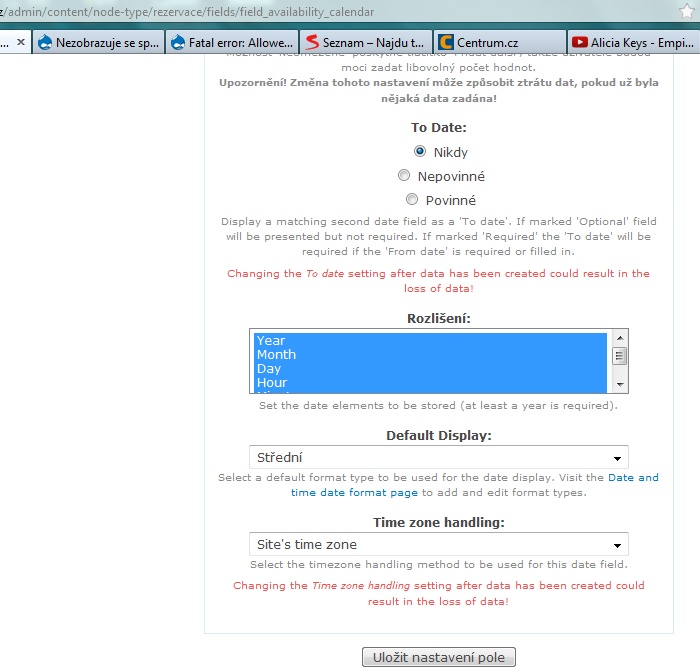 z/admin/content/node-type/rezervace/fields/field_availability_calendar
... × Nezobrazuje se sp... Fatal error: Allowe... Seznam – Najdu t... Centrum.cz Alicia Keys - Empi...
moci zadat libovolný počet hodnot.
Upozornění! Změna tohoto nastavení může způsobit ztrátu dat, pokud už byla
nějaká data zadána!
To Date:
Nikdy
Nepovinné
Povinné
Display a matching second date field as a 'To date'. If marked 'Optional' field
will be presented but not required. If marked 'Required' the 'To date' will be
required if the 'From date' is required or filled in.
Changing the To date setting after data has been created could result in the
loss of data!
Rozlišení:
Year
Month
Day
Hour
Set the date elements to be stored (at least a year is required).
Default Display:
Střední
Select a default format type to be used for the date display. Visit the Date and
time date format page to add and edit format types.
Time zone handling:
Site's time zone
Select the timezone handling method to be used for this date field.
Changing the Time zone handling setting after data has been created could
result in the loss of data!
Uložit nastavení pole